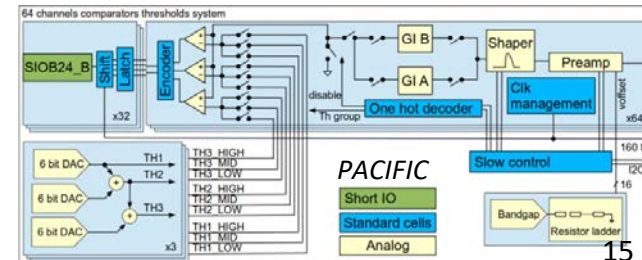 64 channels comparators thresholds system
SIOB24_B
Shift
Latch
x32
Encoder
disable
Th group
GI B
GI A
One hot decoder
Shaper
Preamp
voffset
Clk management
x64
160
Slow control
I2C
16
6 bit DAC
6 bit DAC
6 bit DAC
TH1
TH2
TH3
x3
TH3_HIGH
TH3_MID
TH3_LOW
TH2_HIGH
TH2_MID
TH2_LOW
TH1_HIGH
TH1_MID
TH1_LOW
PACIFIC
Short IO
Standard cells
Analog
Bandgap
Resistor ladder
15